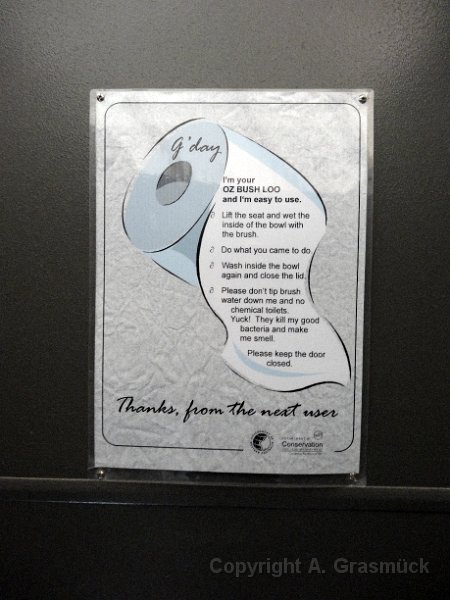 G'day
I'm your
OZ BUSH LOO
and I'm easy to use.
Lift the seat and wet the
inside of the bowl with
the brush.
Do what you came to do
Wash inside the bowl
again and close the lid.
Please don't tip brush
water down me and no
chemical toilets.
Yuck! They kill my good
bacteria and make
me smell.
Please keep the door
closed.
Thanks, from the next user
Conservation
Copyright A. Grasmück